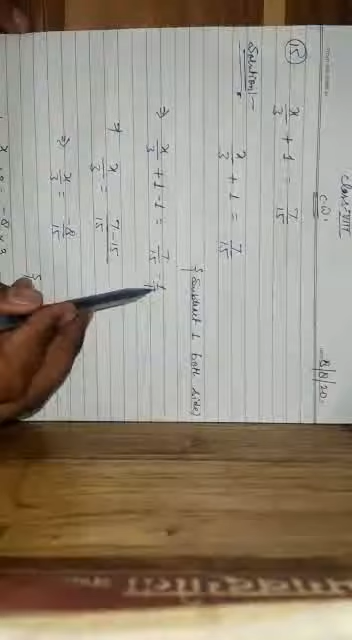 Class-VIII
C.W.
8/8/20
15 x/3 + 1 = 7/15
Solution:-
x/3 + 1 = 7/15
{Subtract 1 both side}
⇒ x/3 + 1 - 1 = 7/15 - 1/1
⇒ x/3 = 7-15/15
⇒ x/3 = -8/15